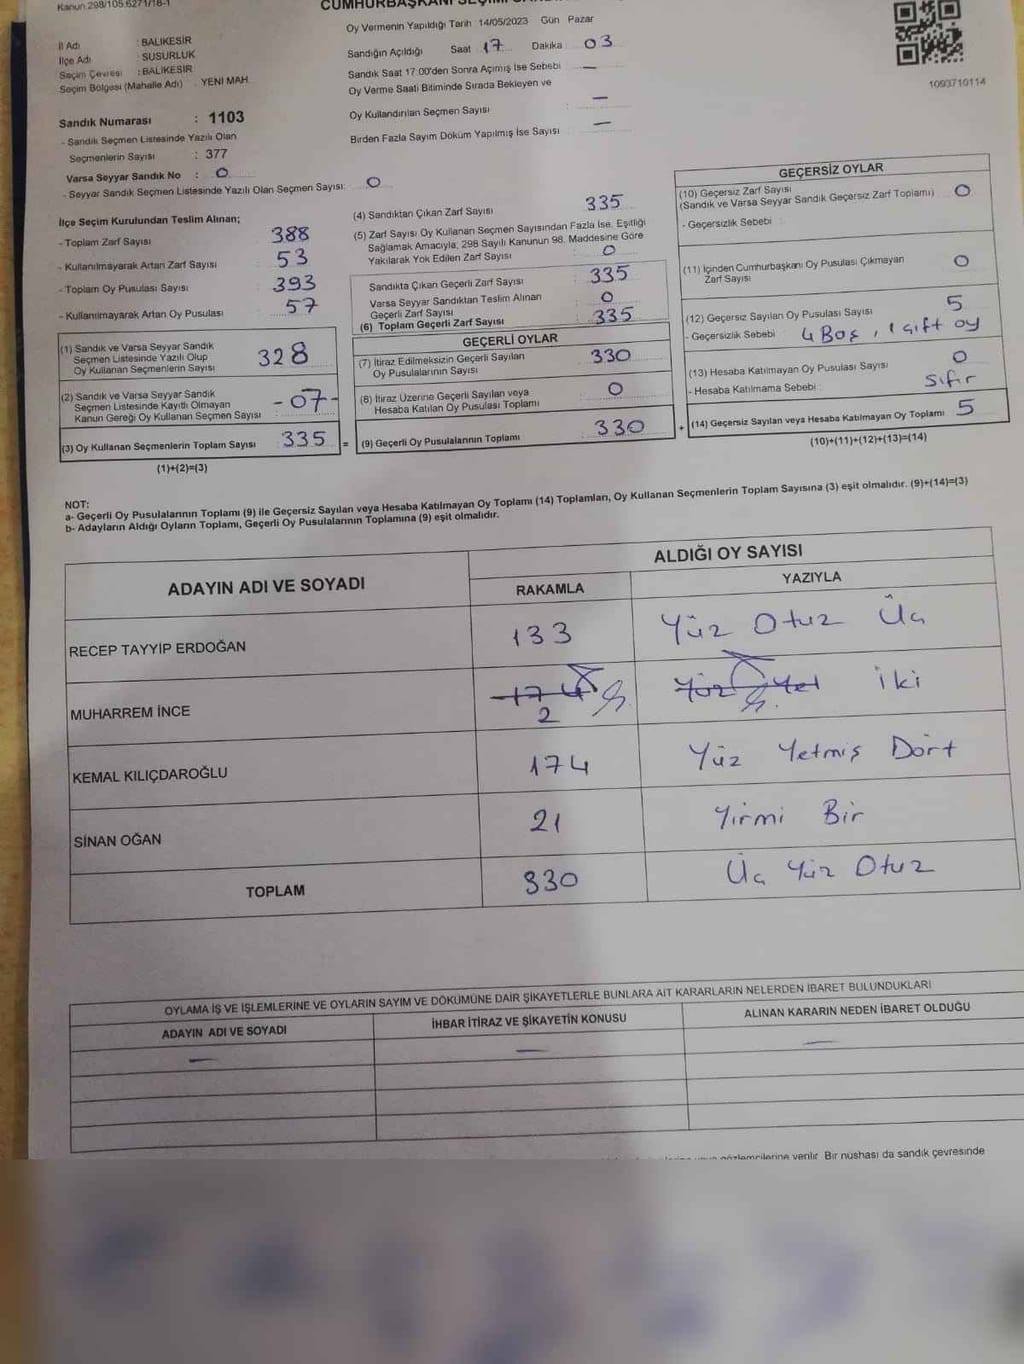 Kanun 298/105.6271/18-1
Oy Vermenin Yapıldığı Tarih 14/05/2023 Gün Pazar
İl Adı : BALIKESİR
İlçe Adı : SUSURLUK
Seçim Çevresi : BALIKESİR
Seçim Bölgesi (Mahalle Adı) : YENİ MAH.
Sandığın Açıldığı Saat 17 Dakika 03
Sandık Saat 17:00'den Sonra Açılmış İse Sebebi —
Oy Verme Saati Bitiminde Sırada Bekleyen ve
Oy Kullandırılan Seçmen Sayısı —
Birden Fazla Sayım Döküm Yapılmış İse Sayısı —
1093710114
Sandık Numarası : 1103
- Sandık Seçmen Listesinde Yazılı Olan
Seçmenlerin Sayısı : 377
Varsa Seyyar Sandık No : 0
- Seyyar Sandık Seçmen Listesinde Yazılı Olan Seçmen Sayısı: 0
İlçe Seçim Kurulundan Teslim Alınan;
- Toplam Zarf Sayısı 388
- Kullanılmayarak Artan Zarf Sayısı 53
- Toplam Oy Pusulası Sayısı 393
- Kullanılmayarak Artan Oy Pusulası 57
(1) Sandık ve Varsa Seyyar Sandık
Seçmen Listesinde Yazılı Olup
Oy Kullanan Seçmenlerin Sayısı 328
(2) Sandık ve Varsa Seyyar Sandık
Seçmen Listesinde Kayıtlı Olmayan
Kanun Gereği Oy Kullanan Seçmen Sayısı -07-
(3) Oy Kullanan Seçmenlerin Toplam Sayısı 335 =
(1)+(2)=(3)
(4) Sandıktan Çıkan Zarf Sayısı 335
(5) Zarf Sayısı Oy Kullanan Seçmen Sayısından Fazla İse, Eşitliği
Sağlamak Amacıyla, 298 Sayılı Kanunun 98. Maddesine Göre
Yakılarak Yok Edilen Zarf Sayısı 0
Sandıkta Çıkan Geçerli Zarf Sayısı 335
Varsa Seyyar Sandıktan Teslim Alınan
Geçerli Zarf Sayısı 0
(6) Toplam Geçerli Zarf Sayısı 335
GEÇERLİ OYLAR
(7) İtiraz Edilmeksizin Geçerli Sayılan
Oy Pusulalarının Sayısı 330
(8) İtiraz Üzerine Geçerli Sayılan veya
Hesaba Katılan Oy Pusulası Toplamı 0
(9) Geçerli Oy Pusulalarının Toplamı 330 +
GEÇERSİZ OYLAR
(10) Geçersiz Zarf Sayısı
(Sandık ve Varsa Seyyar Sandık Geçersiz Zarf Toplamı) 0
- Geçersizlik Sebebi :
(11) İçinden Cumhurbaşkanı Oy Pusulası Çıkmayan
Zarf Sayısı 0
(12) Geçersiz Sayılan Oy Pusulası Sayısı 5
- Geçersizlik Sebebi : 4 Boş, 1 çift oy
(13) Hesaba Katılmayan Oy Pusulası Sayısı 0
- Hesaba Katılmama Sebebi : Sıfır
(14) Geçersiz Sayılan veya Hesaba Katılmayan Oy Toplamı 5
(10)+(11)+(12)+(13)=(14)
NOT:
a- Geçerli Oy Pusulalarının Toplamı (9) ile Geçersiz Sayılan veya Hesaba Katılmayan Oy Toplamı (14) Toplamları, Oy Kullanan Seçmenlerin Toplam Sayısına (3) eşit olmalıdır. (9)+(14)=(3)
b- Adayların Aldığı Oyların Toplamı, Geçerli Oy Pusulalarının Toplamına (9) eşit olmalıdır.
ADAYIN ADI VE SOYADI
ALDIĞI OY SAYISI
RAKAMLA YAZIYLA
RECEP TAYYİP ERDOĞAN 133 Yüz Otuz Üç
MUHARREM İNCE 174 2 Yüz Yet iki
KEMAL KILIÇDAROĞLU 174 Yüz Yetmiş Dört
SİNAN OĞAN 21 Yirmi Bir
TOPLAM 330 Üç Yüz Otuz
OYLAMA İŞ VE İŞLEMLERİNE VE OYLARIN SAYIM VE DÖKÜMÜNE DAİR ŞİKAYETLERLE BUNLARA AİT KARARLARIN NELERDEN İBARET BULUNDUKLARI
ADAYIN ADI VE SOYADI İHBAR İTİRAZ VE ŞİKAYETİN KONUSU ALINAN KARARIN NEDEN İBARET OLDUĞU
— — —
verilir. Bir nüshası da sandık çevresinde